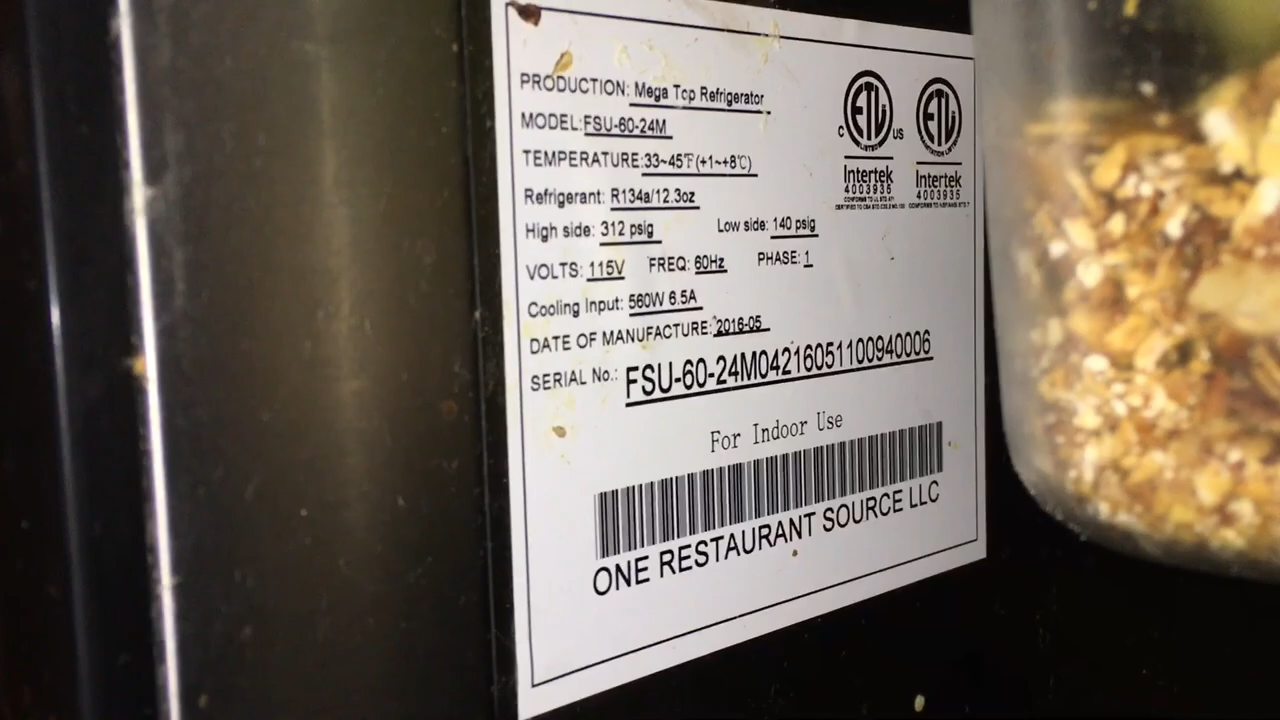 PRODUCTION: Mega Top Refrigerator
MODEL:FSU-60-24M
TEMPERATURE:33~45℉(+1~+8℃)
Refrigerant: R134a/12.3oz
High side: 312 psig Low side: 140 psig
VOLTS: 115V FREQ: 60Hz PHASE: 1
Cooling Input: 560W 6.5A
DATE OF MANUFACTURE: 2016-05
SERIAL No.: FSU-60-24M04216051100940006
For Indoor Use
ONE RESTAURANT SOURCE LLC
C ETL US ETL
LISTED
Intertek Intertek
4003935 4003935